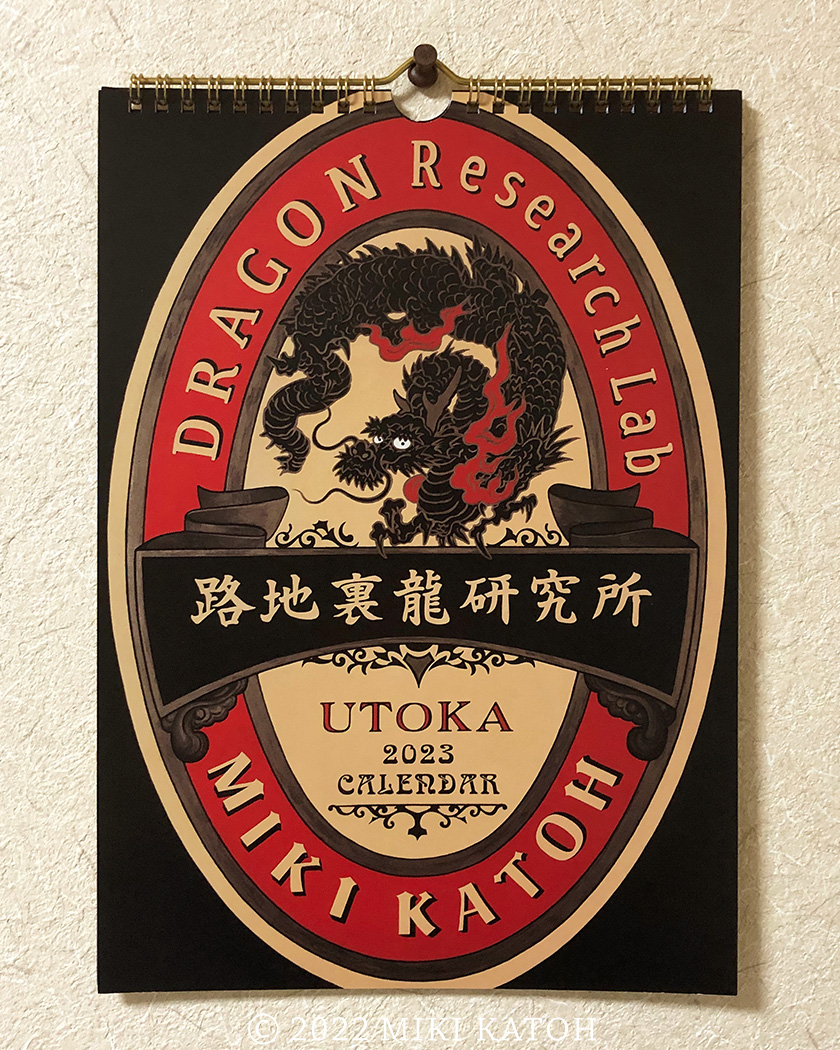 DRAGON Research Lab
路地裏龍研究所
UTOKA
2023
CALENDAR
MIKI KATOH
© 2022 MIKI KATOH